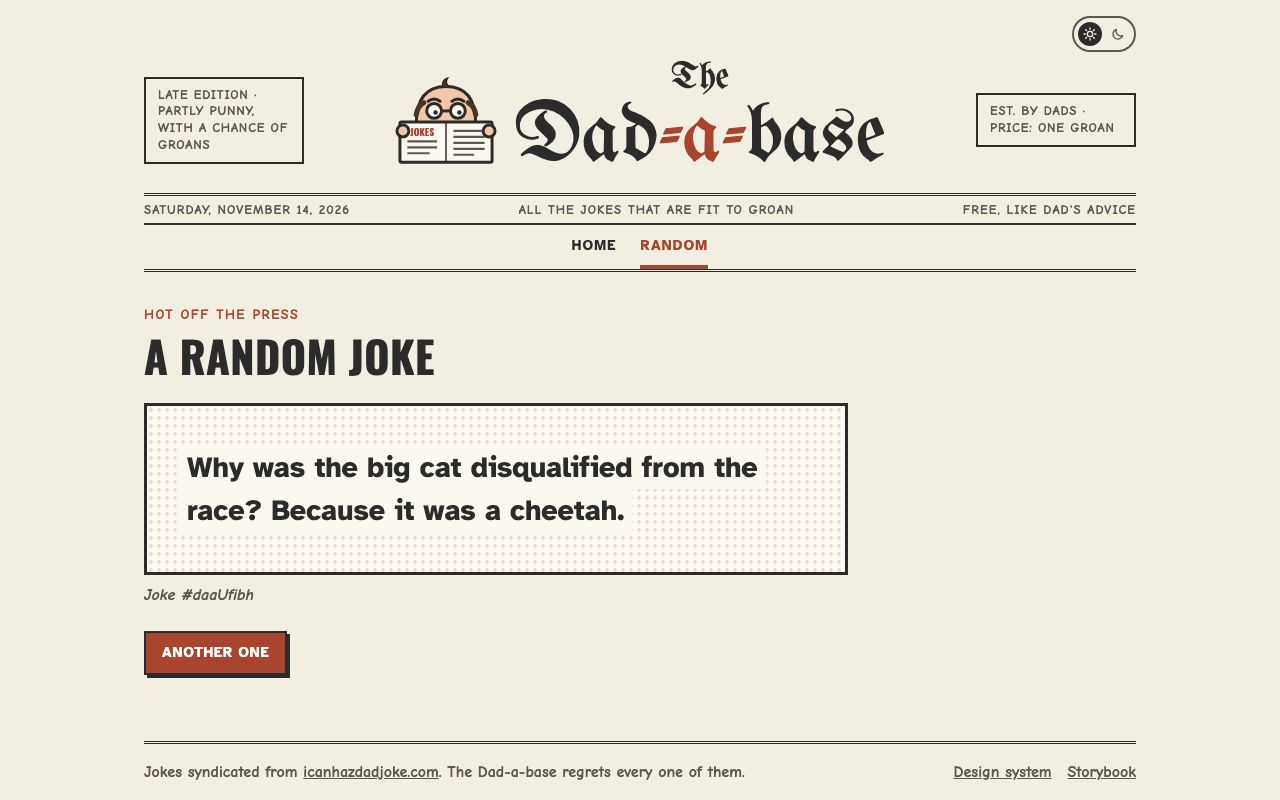 LATE EDITION ·
PARTLY PUNNY,
WITH A CHANCE OF
GROANS
JOKES
The
Dad-a-base
EST. BY DADS ·
PRICE: ONE GROAN
SATURDAY, NOVEMBER 14, 2026
ALL THE JOKES THAT ARE FIT TO GROAN
FREE, LIKE DAD'S ADVICE
HOME
RANDOM
HOT OFF THE PRESS
A RANDOM JOKE
Why was the big cat disqualified from the
race? Because it was a cheetah.
Joke #daaUfibh
ANOTHER ONE
Jokes syndicated from icanhazdadjoke.com. The Dad-a-base regrets every one of them.
Design system
Storybook